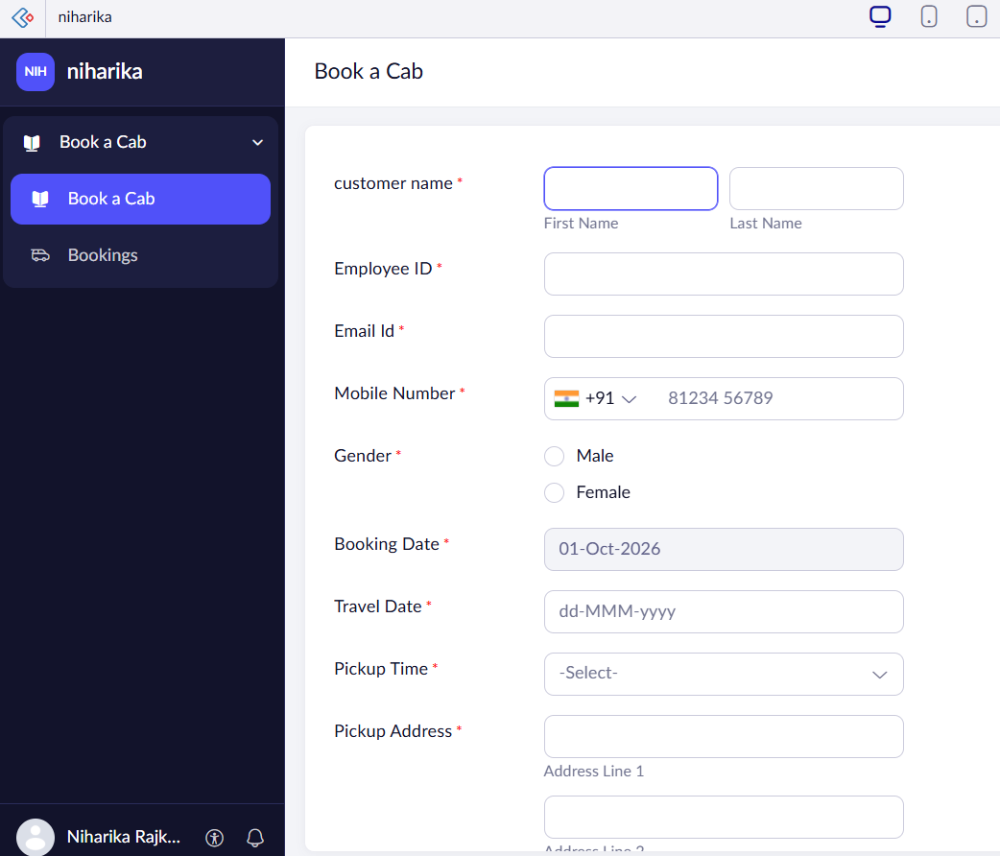 niharika
NIH niharika
Book a Cab
Book a Cab
Book a Cab
Bookings
customer name *
First Name Last Name
Employee ID *
Email Id *
Mobile Number * +91 81234 56789
Gender * Male
Female
Booking Date * 01-Oct-2026
Travel Date * dd-MMM-yyyy
Pickup Time * -Select-
Pickup Address *
Address Line 1
Address Line 2
Niharika Rajk...